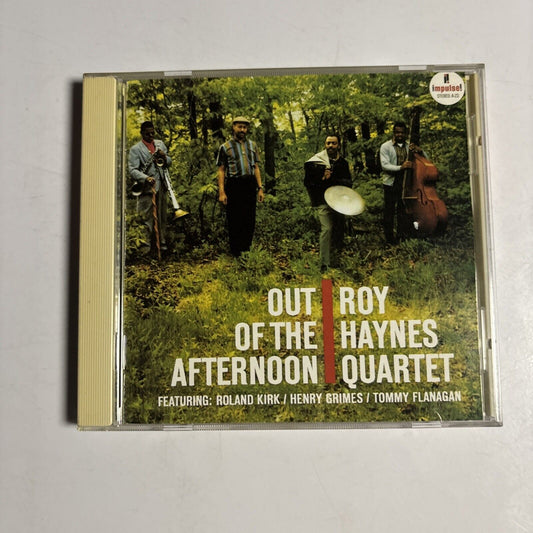 impulse!
STEREO A-23
OUT OF THE AFTERNOON
ROY HAYNES QUARTET
FEATURING: ROLAND KIRK / HENRY GRIMES / TOMMY FLANAGAN